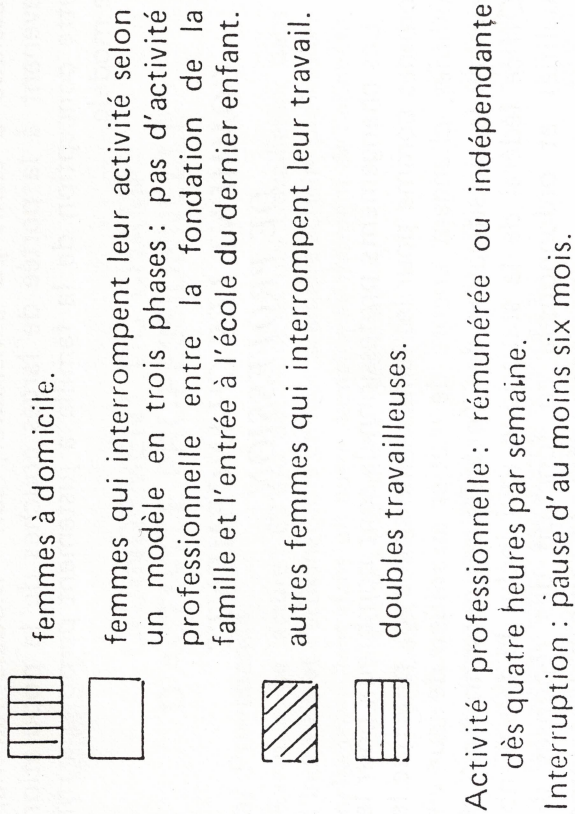 femmes à domicile.
femmes qui interrompent leur activité selon
un modèle en trois phases : pas d'activité
professionnelle entre la fondation de la
famille et l'entrée à l'école du dernier enfant.
autres femmes qui interrompent leur travail.
doubles travailleuses.
Activité professionnelle : rémunérée ou indépendante
dès quatre heures par semaine.
Interruption : pause d'au moins six mois.